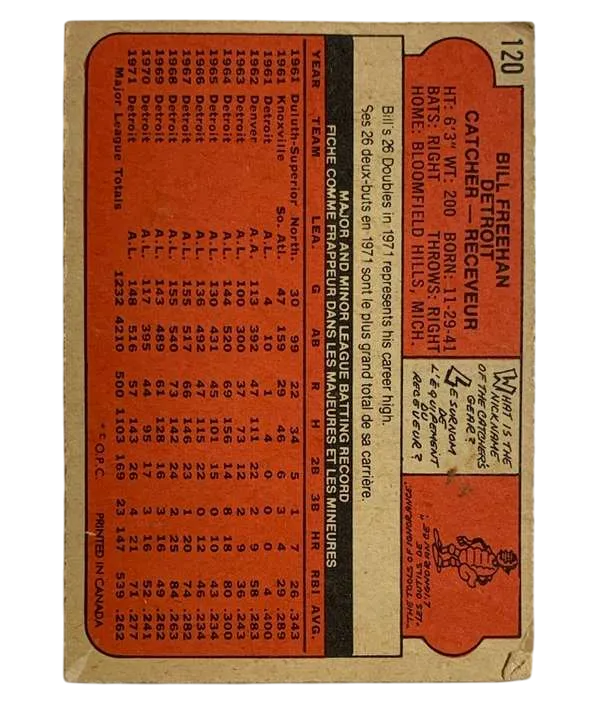 120
BILL FREEHAN
DETROIT
CATCHER — RECEVEUR
HT: 6'3" WT: 200 BORN: 11-29-41
BATS: RIGHT THROWS: RIGHT
HOME: BLOOMFIELD HILLS, MICH.
WHAT IS THE
NICKNAME
OF THE CATCHER'S
GEAR?
LE SURNOM
DE
L'ÉQUIPEMENT
DU
RECEVEUR?
"THE TOOLS OF IGNORANCE."
"LES OUTILS DE
L'IGNORANCE."
Bill's 26 Doubles in 1971 represents his career high.
Ses 26 deux-buts en 1971 sont le plus grand total de sa carrière.
MAJOR AND MINOR LEAGUE BATTING RECORD
FICHE COMME FRAPPEUR DANS LES MAJEURES ET LES MINEURES
YEAR TEAM LEA. G AB R H 2B 3B HR RBI AVG.
1961 Duluth-Superior North. 30 99 22 34 5 1 7 26 .343
1961 Knoxville So. Atl. 47 159 29 46 6 3 4 29 .289
1961 Detroit A.L. 4 10 1 4 0 0 0 4 .400
1962 Denver A.A. 113 392 111 22 2 9 58 .283
1963 Detroit A.L. 100 300 37 73 12 2 9 36 .243
1964 Detroit A.L. 144 520 69 156 14 8 18 80 .300
1965 Detroit A.L. 130 431 45 101 15 0 10 43 .234
1966 Detroit A.L. 136 492 47 115 22 0 12 46 .234
1967 Detroit A.L. 155 517 66 146 23 1 20 74 .282
1968 Detroit A.L. 155 540 73 142 24 2 25 84 .263
1969 Detroit A.L. 143 489 61 128 16 3 16 49 .262
1970 Detroit A.L. 117 395 44 95 17 3 16 52 .241
1971 Detroit A.L. 148 516 57 143 26 4 21 71 .277
Major League Totals 1232 4210 500 1103 169 23 147 539 .262
© O.P.C. PRINTED IN CANADA